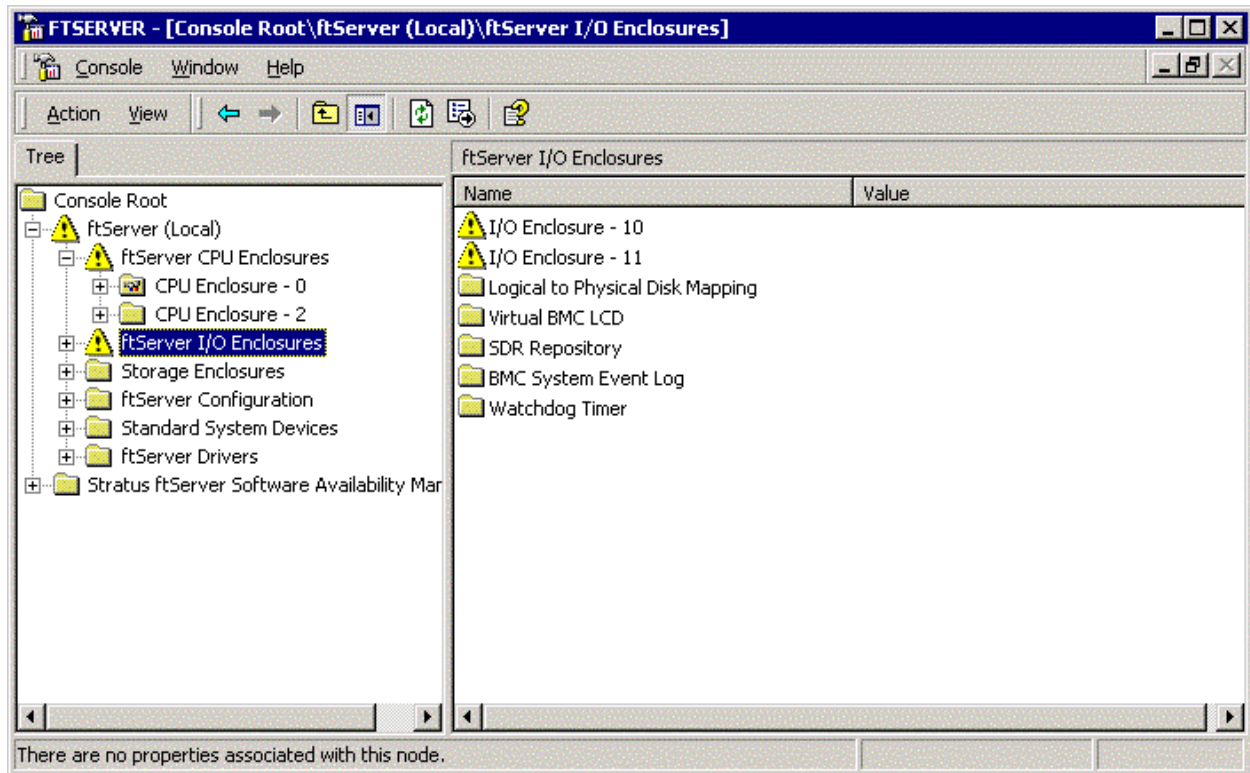 FTSERVER - [Console Root\ftServer (Local)\ftServer I/O Enclosures]
Console Window Help
Action View
Tree
ftServer I/O Enclosures
Console Root
ftServer (Local)
ftServer CPU Enclosures
CPU Enclosure - 0
CPU Enclosure - 2
ftServer I/O Enclosures
Storage Enclosures
ftServer Configuration
Standard System Devices
ftServer Drivers
Stratus ftServer Software Availability Mar
Name Value
I/O Enclosure - 10
I/O Enclosure - 11
Logical to Physical Disk Mapping
Virtual BMC LCD
SDR Repository
BMC System Event Log
Watchdog Timer
There are no properties associated with this node.